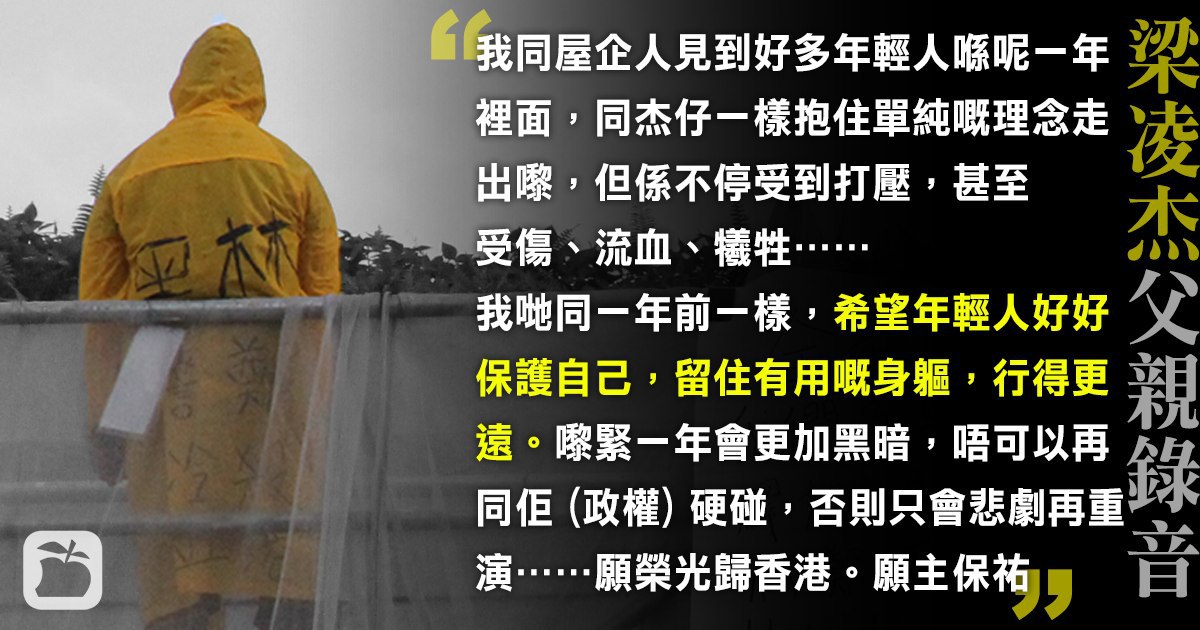 我同屋企人見到好多年輕人喺呢一年
裡面，同杰仔一樣抱住單純嘅理念走
出嚟，但係不停受到打壓，甚至
受傷、流血、犧牲……
我哋同一年前一樣，希望年輕人好好
保護自己，留住有用嘅身軀，行得更
遠。嚟緊一年會更加黑暗，唔可以再
同佢 (政權) 硬碰，否則只會悲劇再重
演……願榮光歸香港。願主保祐
梁凌杰父親錄音